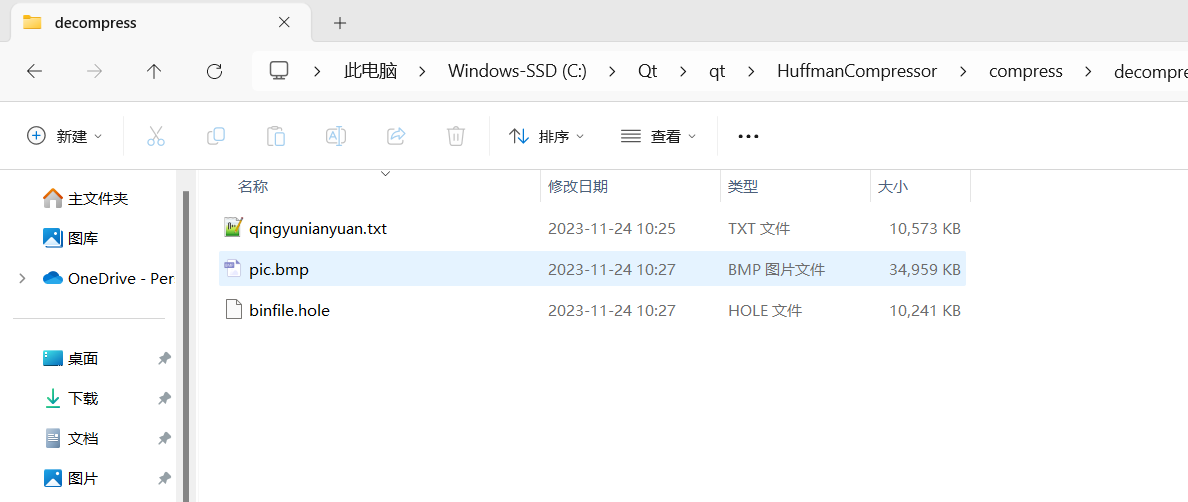 decompress
此电脑 Windows-SSD (C:) Qt qt HuffmanCompressor compress decompre
新建 排序 查看
名称 修改日期 类型 大小
主文件夹
图库
OneDrive - Per
桌面
下载
文档
图片
qingyunianyuan.txt 2023-11-24 10:25 TXT 文件 10,573 KB
pic.bmp 2023-11-24 10:27 BMP 图片文件 34,959 KB
binfile.hole 2023-11-24 10:27 HOLE 文件 10,241 KB